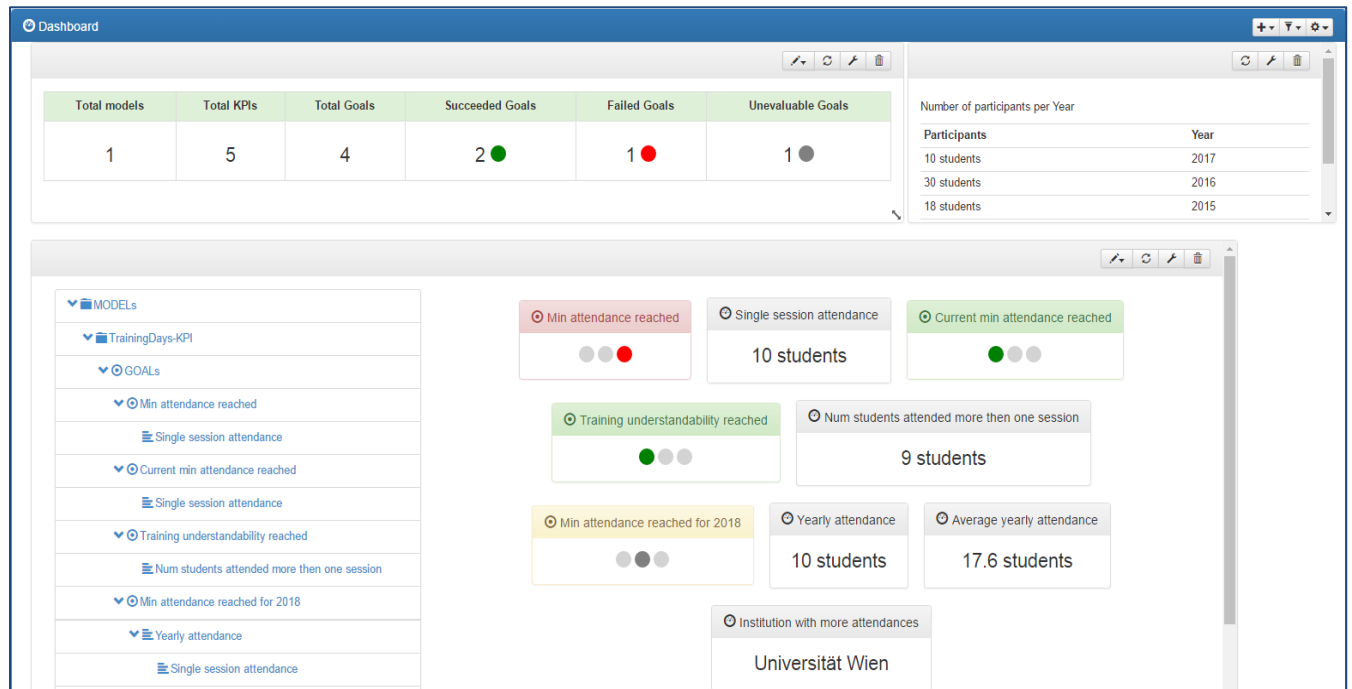 Dashboard
Total models Total KPIs Total Goals Succeeded Goals Failed Goals Unevaluable Goals
1 5 4 2 1 1
Number of participants per Year
Participants Year
10 students 2017
30 students 2016
18 students 2015
MODELs
TrainingDays-KPI
GOALs
Min attendance reached
Single session attendance
Current min attendance reached
Single session attendance
Training understandability reached
Num students attended more then one session
Min attendance reached for 2018
Yearly attendance
Single session attendance
Min attendance reached
Single session attendance
10 students
Current min attendance reached
Training understandability reached
Num students attended more then one session
9 students
Min attendance reached for 2018
Yearly attendance
10 students
Average yearly attendance
17.6 students
Institution with more attendances
Universität Wien